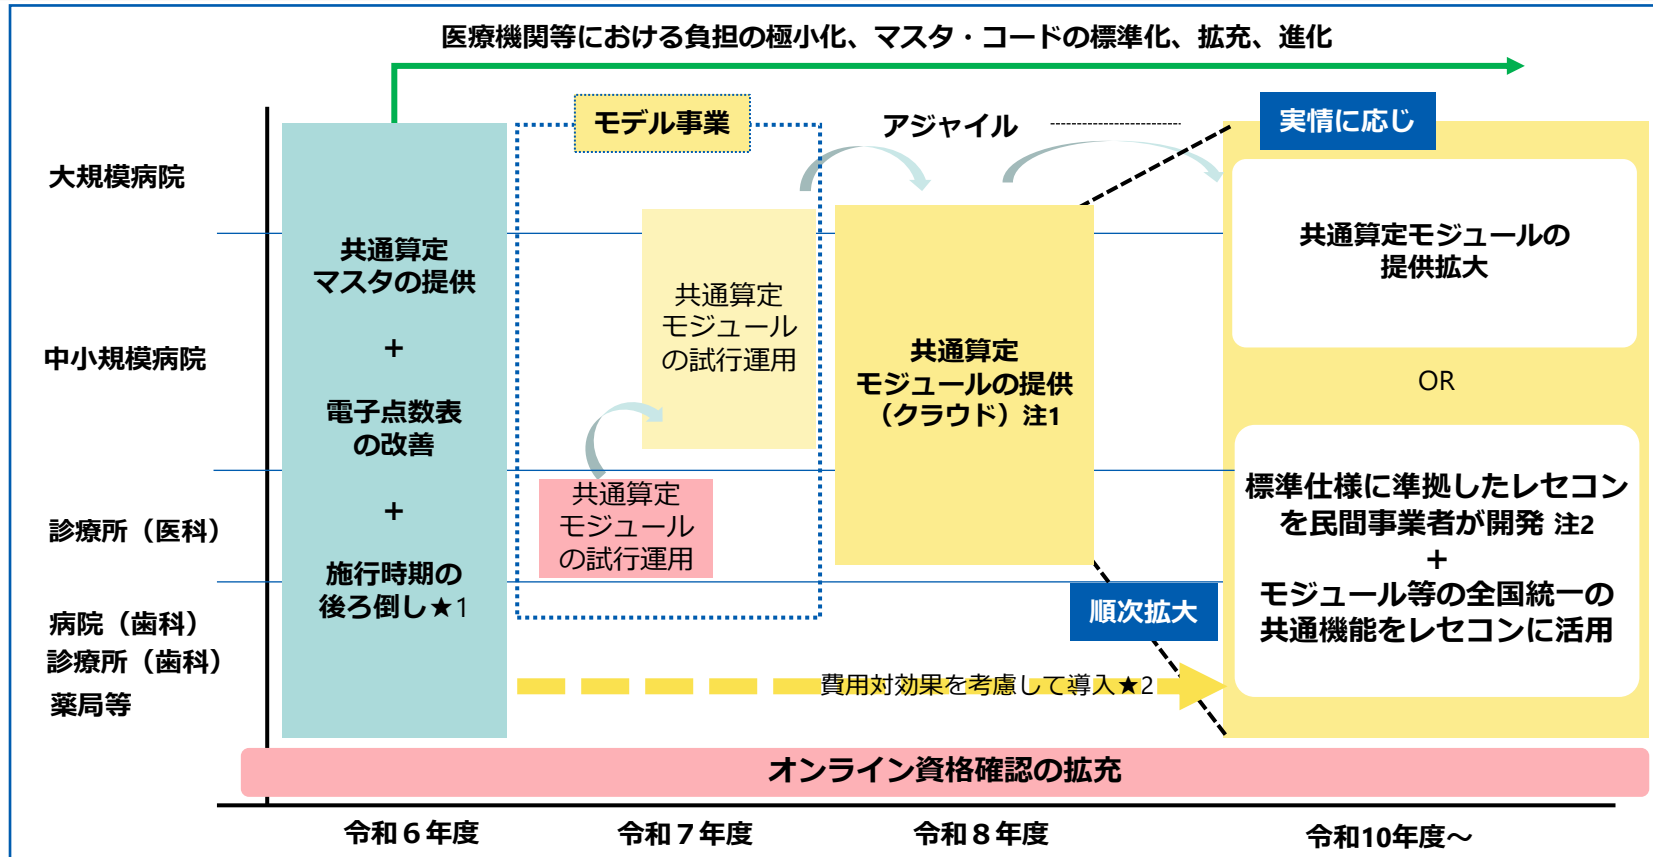 医療機関等における負担の極小化、マスタ・コードの標準化、拡充、進化
モデル事業
アジャイル
実情に応じ
大規模病院
中小規模病院
診療所（医科）
病院（歯科）
診療所（歯科）
薬局等
共通算定
マスタの提供
+
電子点数表
の改善
+
施行時期の
後ろ倒し★1
共通算定
モジュール
の試行運用
共通算定
モジュール
の試行運用
共通算定
モジュールの提供
（クラウド）注1
順次拡大
費用対効果を考慮して導入★2
共通算定モジュールの
提供拡大
OR
標準仕様に準拠したレセコン
を民間事業者が開発 注2
+
モジュール等の全国統一の
共通機能をレセコンに活用
オンライン資格確認の拡充
令和６年度
令和７年度
令和８年度
令和10年度～